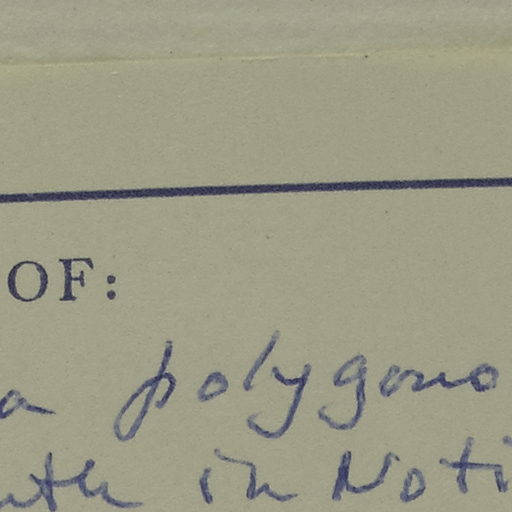 OF:
a polygono
in Noti